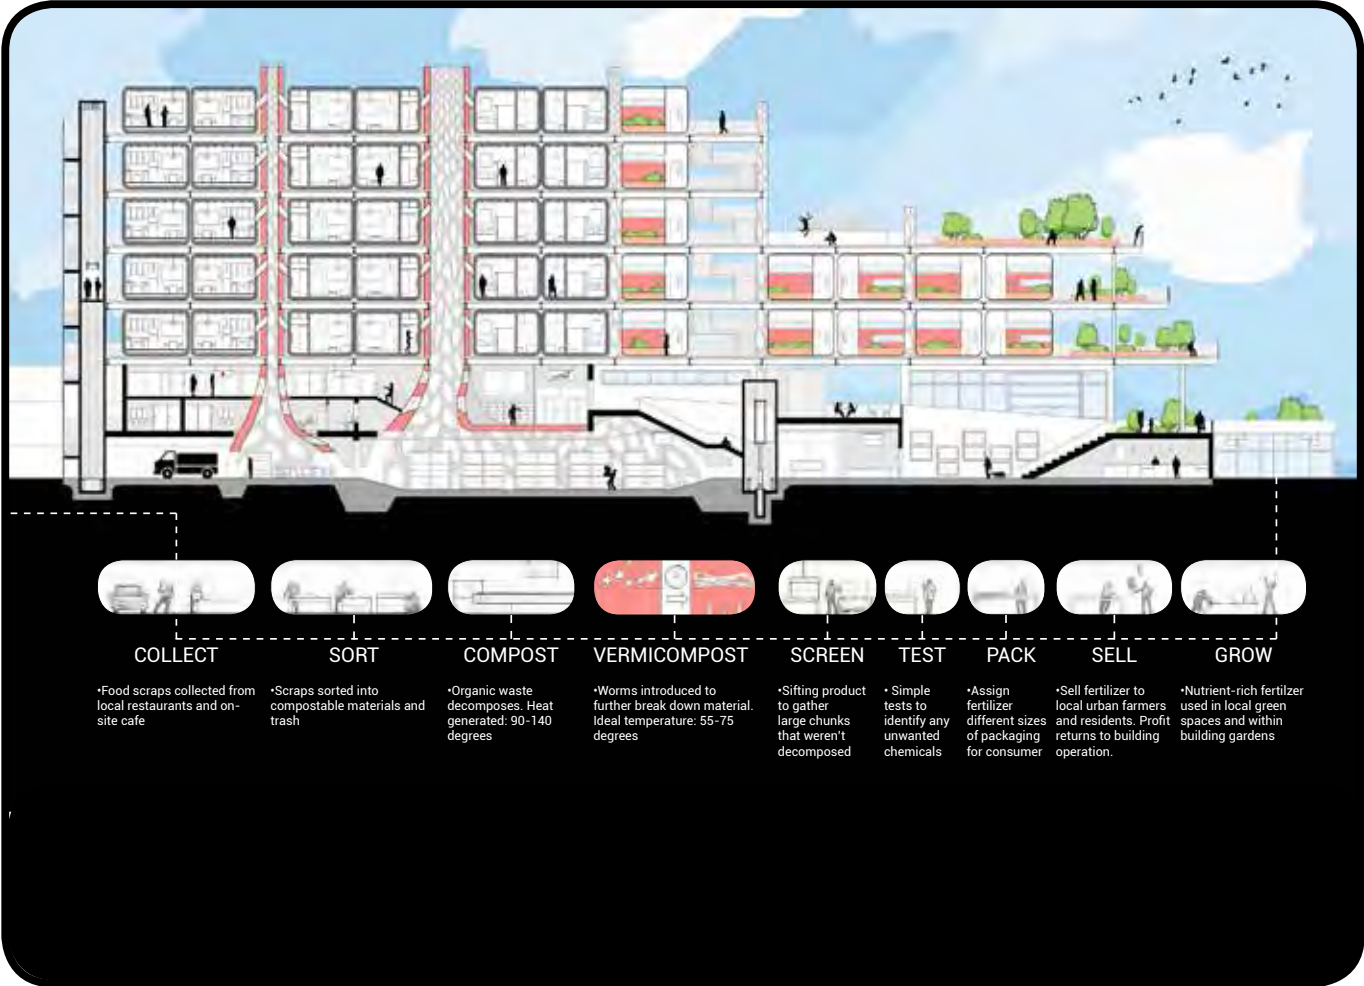 COLLECT
•Food scraps collected from
local restaurants and on-
site cafe
SORT
•Scraps sorted into
compostable materials and
trash
COMPOST
•Organic waste
decomposes. Heat
generated: 90-140
degrees
VERMICOMPOST
•Worms introduced to
further break down material.
Ideal temperature: 55-75
degrees
SCREEN
•Sifting product
to gather
large chunks
that weren't
decomposed
TEST
• Simple
tests to
identify any
unwanted
chemicals
PACK
•Assign
fertilizer
different sizes
of packaging
for consumer
SELL
•Sell fertilizer to
local urban farmers
and residents. Profit
returns to building
operation.
GROW
•Nutrient-rich fertilzer
used in local green
spaces and within
building gardens